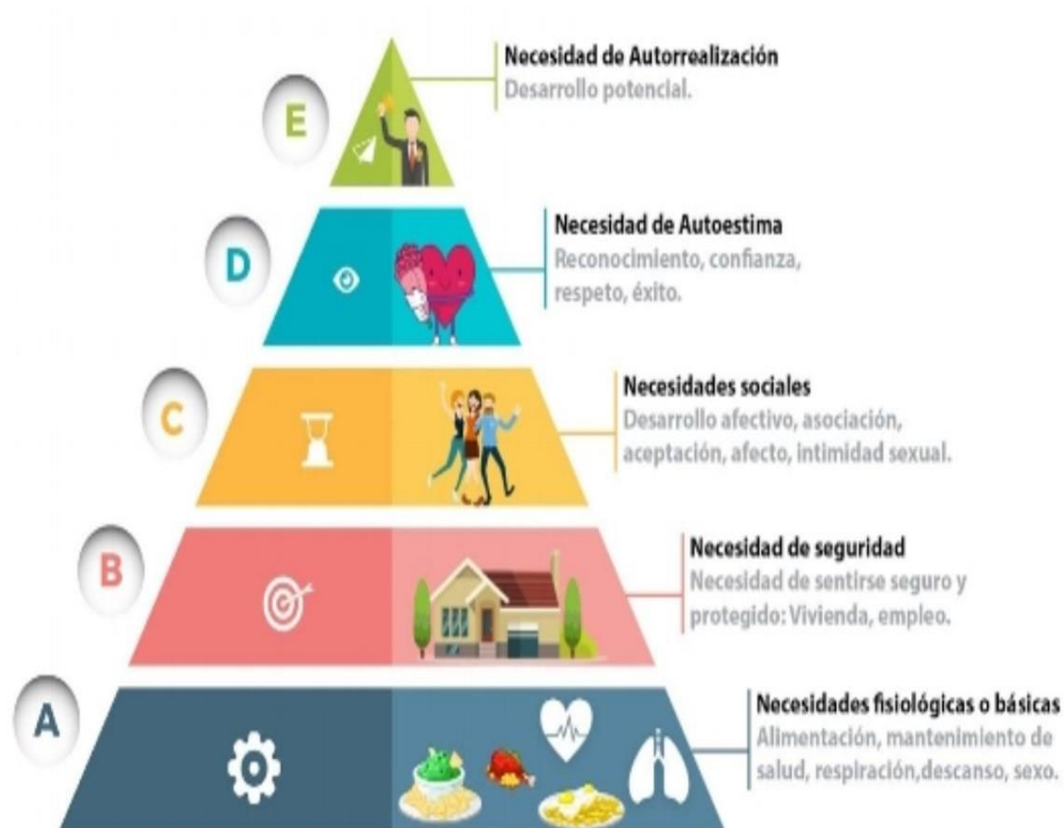 E
Necesidad de Autorrealización
Desarrollo potencial.
D
Necesidad de Autoestima
Reconocimiento, confianza,
respeto, éxito.
C
Necesidades sociales
Desarrollo afectivo, asociación,
aceptación, afecto, intimidad sexual.
B
Necesidad de seguridad
Necesidad de sentirse seguro y
protegido: Vivienda, empleo.
A
Necesidades fisiológicas o básicas
Alimentación, mantenimiento de
salud, respiración,descanso, sexo.